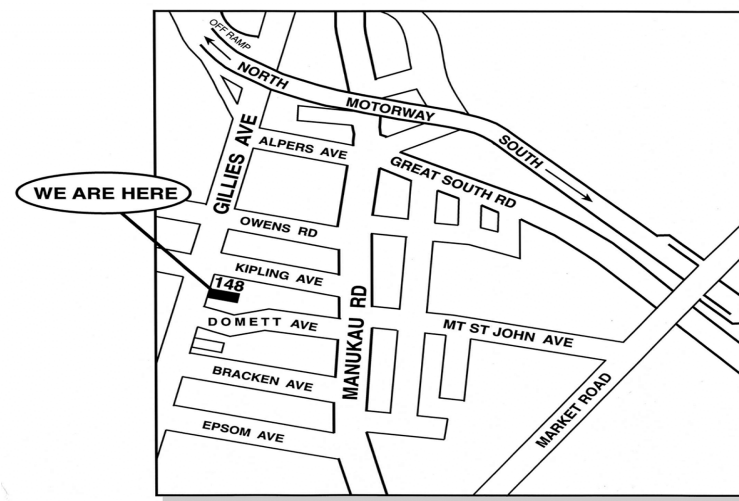 OFF RAMP
NORTH
MOTORWAY
SOUTH
GILLIES AVE
ALPERS AVE
GREAT SOUTH RD
WE ARE HERE
OWENS RD
KIPLING AVE
148
DOMETT AVE
MANUKAU RD
MT ST JOHN AVE
BRACKEN AVE
MARKET ROAD
EPSOM AVE